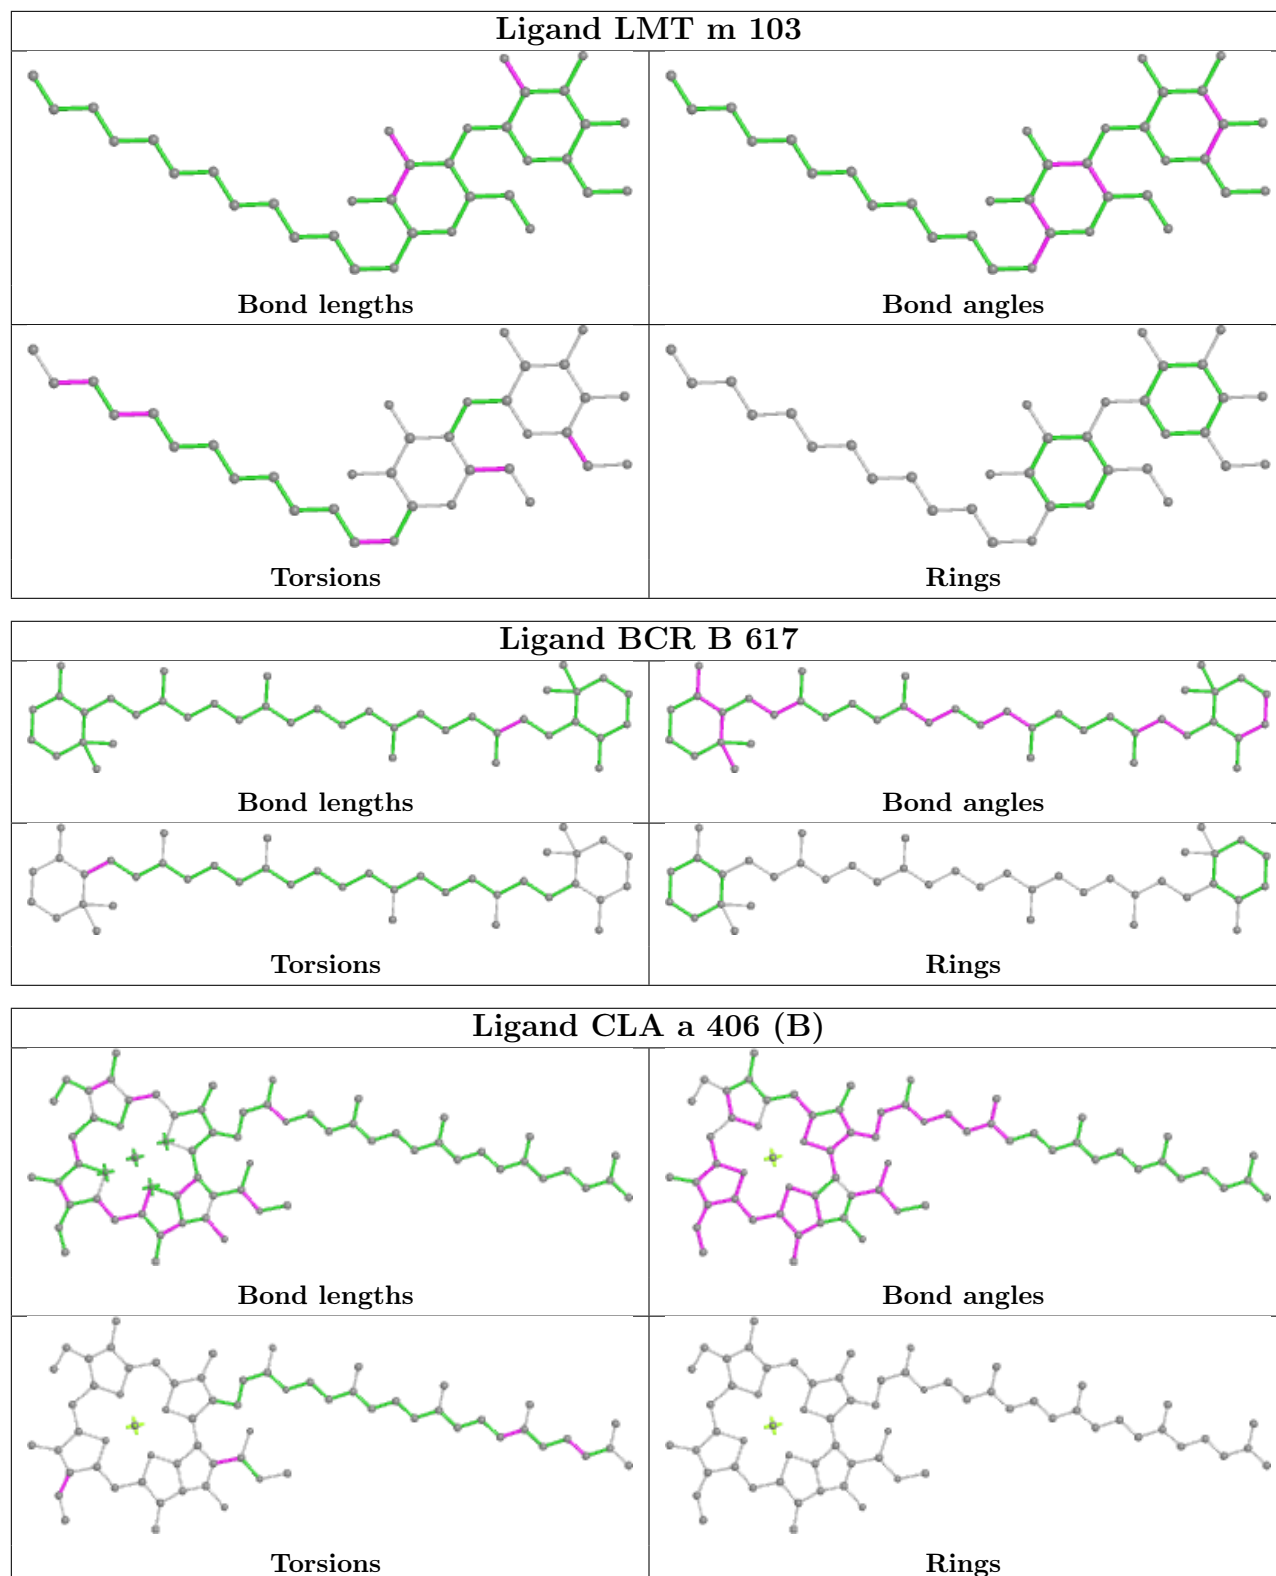 Ligand LMT m 103
Bond lengths
Bond angles
Torsions
Rings
Ligand BCR B 617
Bond lengths
Bond angles
Torsions
Rings
Ligand CLA a 406 (B)
Bond lengths
Bond angles
Torsions
Rings